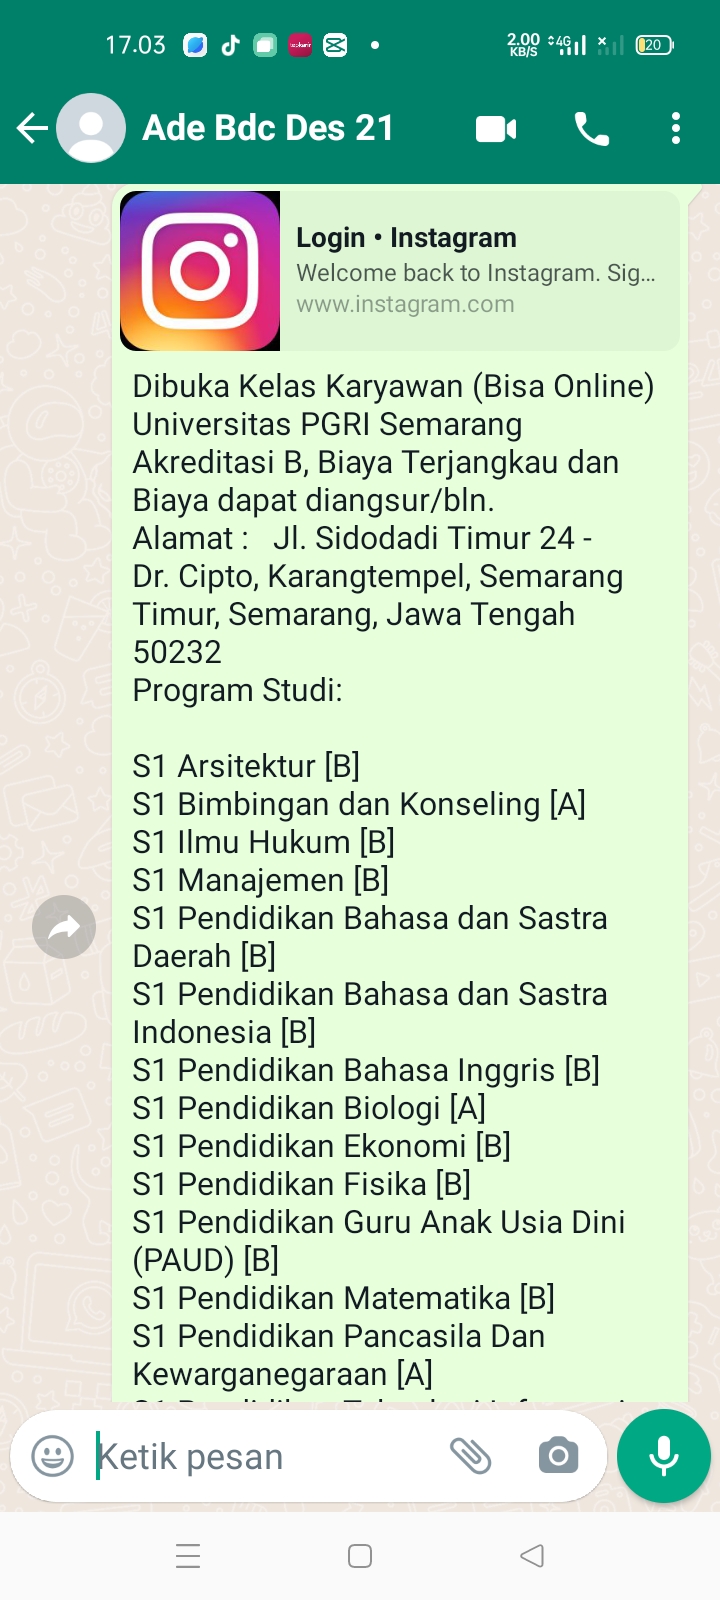 17.03
2.00
KB/S
4G
20
Ade Bdc Des 21
Login • Instagram
Welcome back to Instagram. Sig...
www.instagram.com
Dibuka Kelas Karyawan (Bisa Online)
Universitas PGRI Semarang
Akreditasi B, Biaya Terjangkau dan
Biaya dapat diangsur/bln.
Alamat :   Jl. Sidodadi Timur 24 -
Dr. Cipto, Karangtempel, Semarang
Timur, Semarang, Jawa Tengah
50232
Program Studi:
S1 Arsitektur [B]
S1 Bimbingan dan Konseling [A]
S1 Ilmu Hukum [B]
S1 Manajemen [B]
S1 Pendidikan Bahasa dan Sastra
Daerah [B]
S1 Pendidikan Bahasa dan Sastra
Indonesia [B]
S1 Pendidikan Bahasa Inggris [B]
S1 Pendidikan Biologi [A]
S1 Pendidikan Ekonomi [B]
S1 Pendidikan Fisika [B]
S1 Pendidikan Guru Anak Usia Dini
(PAUD) [B]
S1 Pendidikan Matematika [B]
S1 Pendidikan Pancasila Dan
Kewarganegaraan [A]
Ketik pesan